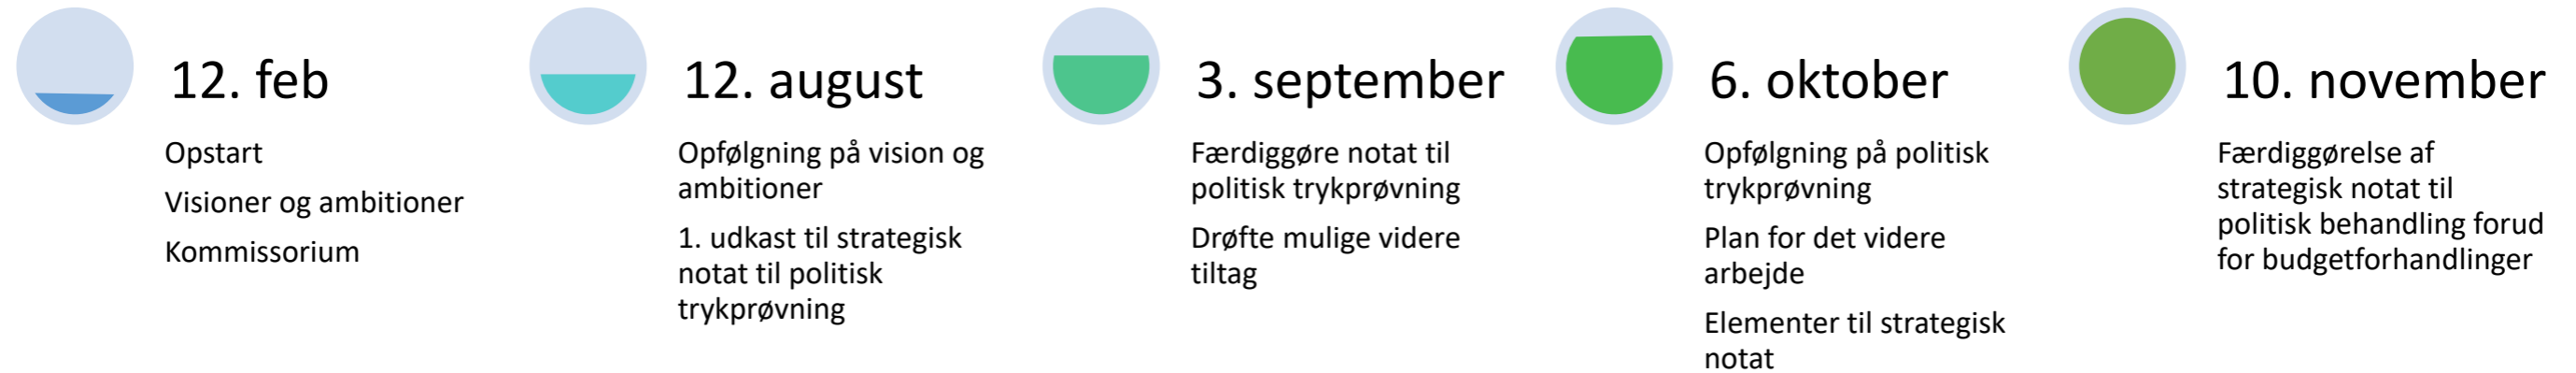 12. feb
Opstart
Visioner og ambitioner
Kommissorium
12. august
Opfølgning på vision og
ambitioner
1. udkast til strategisk
notat til politisk
trykprøvning
3. september
Færdiggøre notat til
politisk trykprøvning
Drøfte mulige videre
tiltag
6. oktober
Opfølgning på politisk
trykprøvning
Plan for det videre
arbejde
Elementer til strategisk
notat
10. november
Færdiggørelse af
strategisk notat til
politisk behandling forud
for budgetforhandlinger